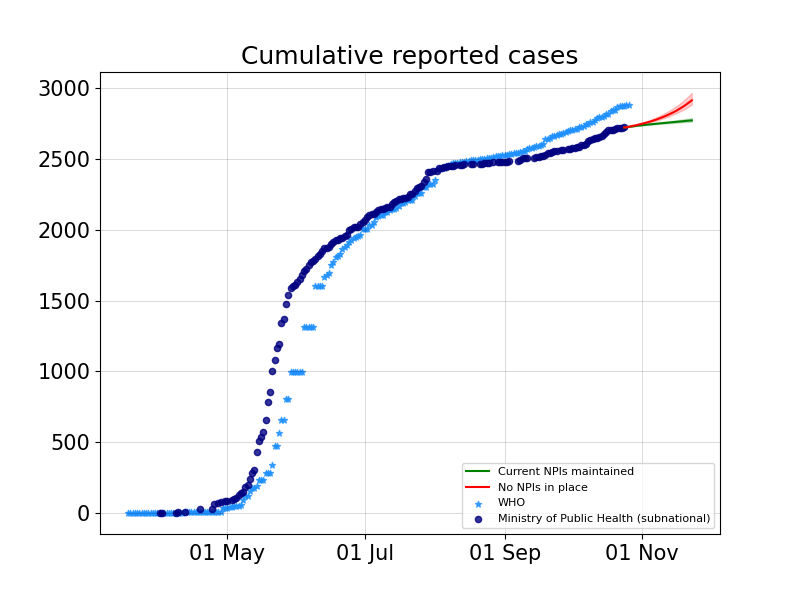 Cumulative reported cases
3000
2500
2000
1500
1000
500
0
01 May
01 Jul
01 Sep
01 Nov
Current NPIs maintained
No NPIs in place
WHO
Ministry of Public Health (subnational)